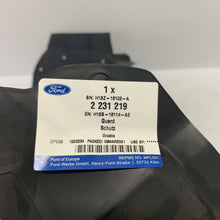 Ford
1 x
SN: H1BZ-16102-A
2 231 219
EN: H1BB-16114-AE
Guard
Schutz
Ford of Europe
Ford-Werke GmbH, Henry-Ford-Straße 1, 50735 Köln